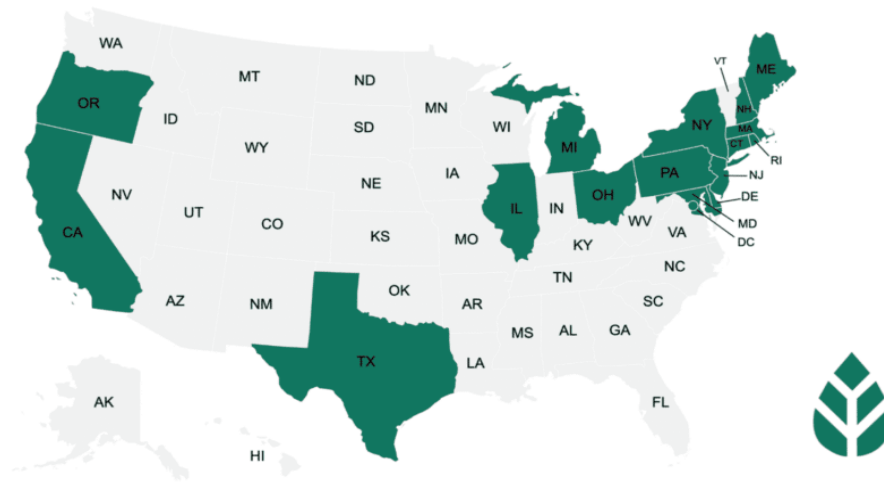 WA
MT
ND
MN
VT
ME
OR
ID
SD
WI
NY
NH
MA
CT
RI
WY
MI
NV
NE
IA
PA
NJ
UT
CO
IL
IN
OH
DE
CA
KS
MO
WV
MD
KY
VA
DC
AZ
NM
OK
AR
TN
NC
SC
MS
AL
GA
TX
LA
AK
FL
HI